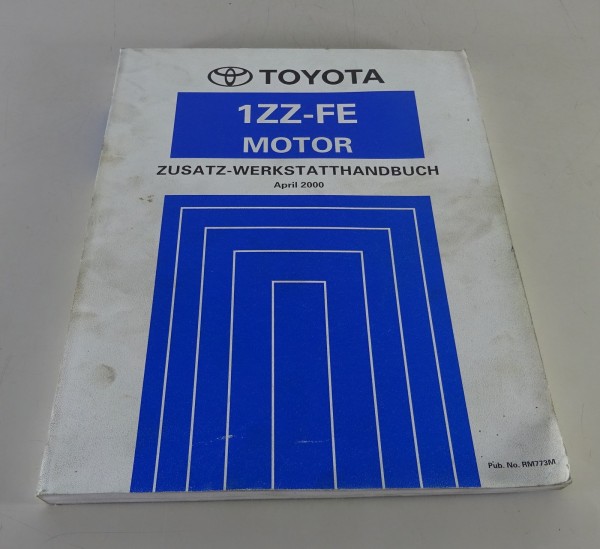 TOYOTA
1ZZ-FE
MOTOR
ZUSATZ-WERKSTATTHANDBUCH
April 2000
Pub. No. RM773M